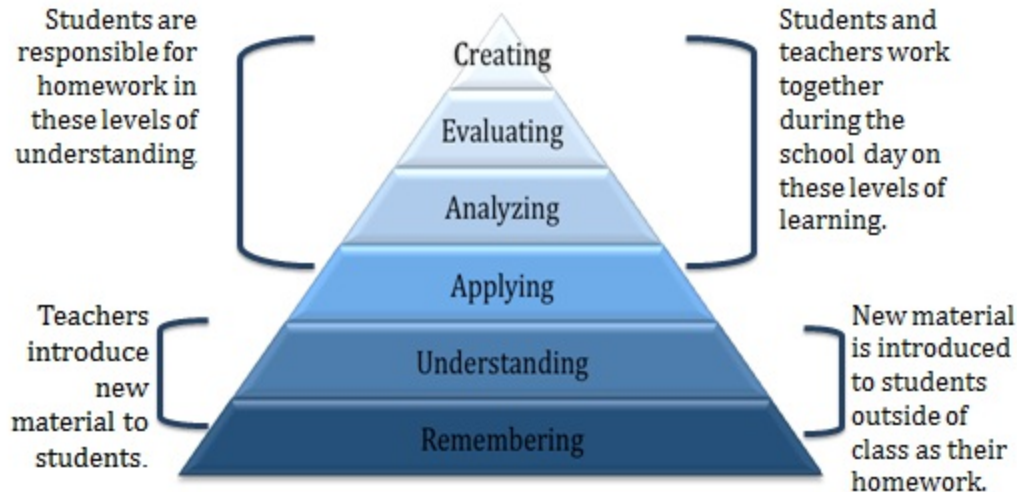 Students are
responsible for
homework in
these levels of
understanding
Creating
Evaluating
Analyzing
Applying
Understanding
Remembering
Students and
teachers work
together
during the
school day on
these levels of
learning.
Teachers
introduce
new
material to
students.
New material
is introduced
to students
outside of
class as their
homework.